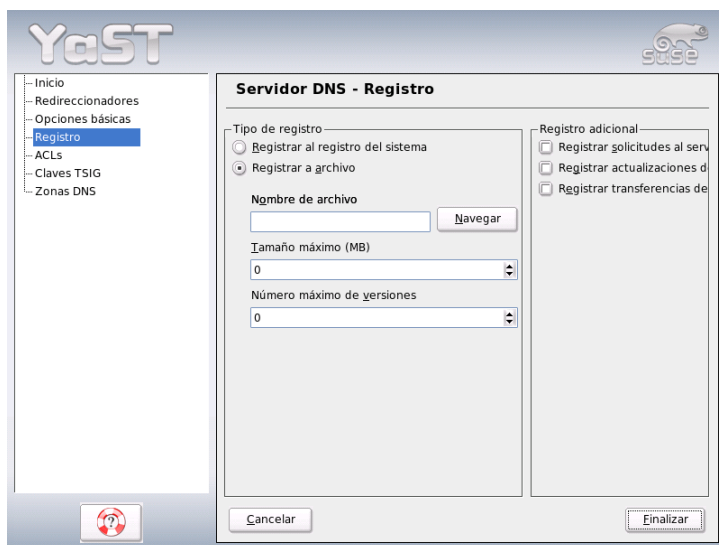 YaST
suse
Inicio
Redireccionadores
Opciones básicas
Registro
ACLs
Claves TSIG
Zonas DNS
Servidor DNS - Registro
Tipo de registro
Registrar al registro del sistema
Registrar a archivo
Nombre de archivo
Navegar
Tamaño máximo (MB)
0
Número máximo de versiones
0
Registro adicional
Registrar solicitudes al serv
Registrar actualizaciones d
Registrar transferencias de
?
Cancelar
Finalizar